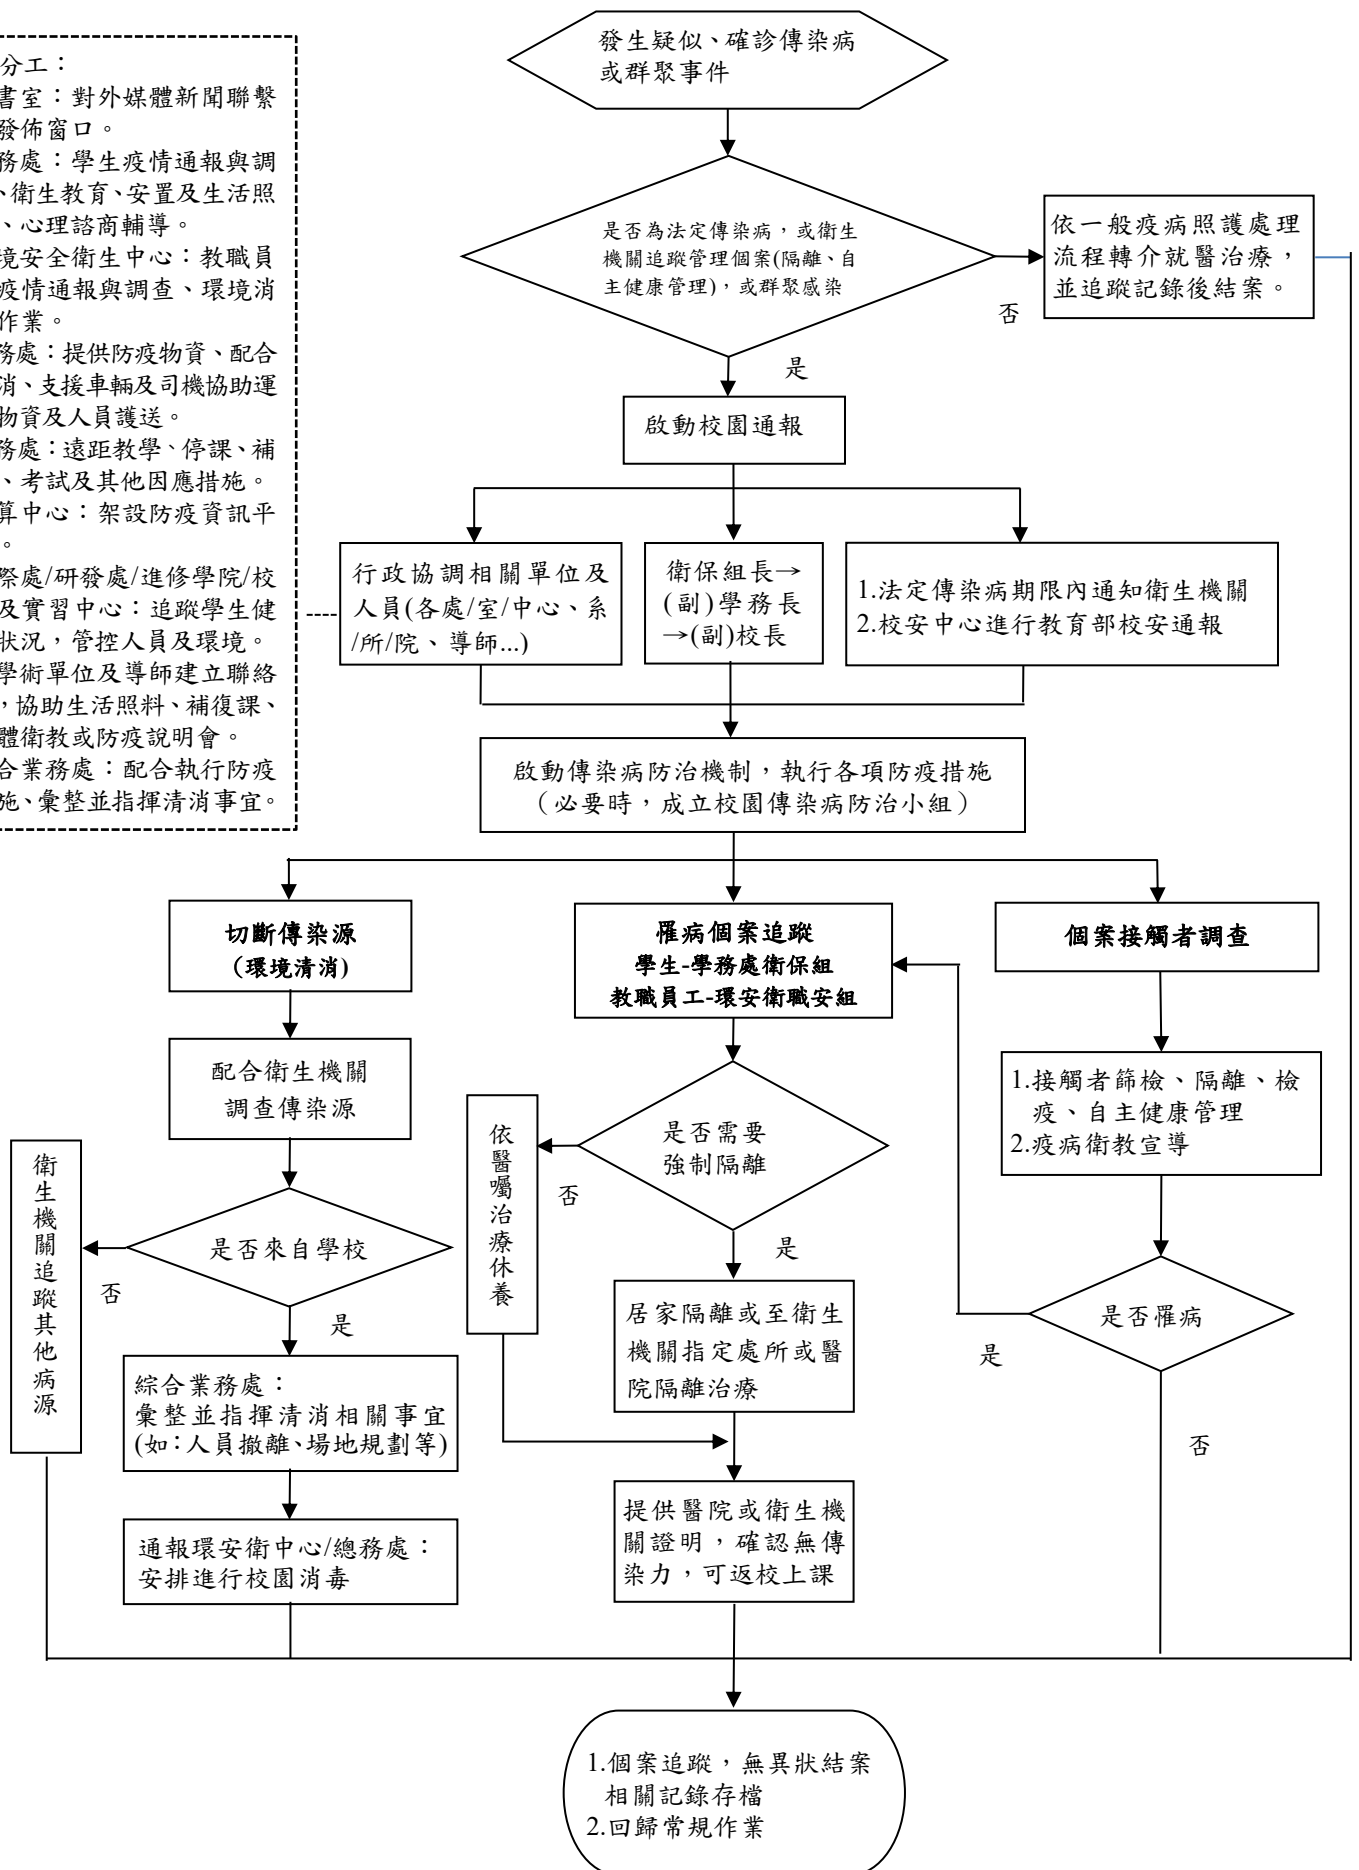 發生疑似、確診傳染病
或群聚事件
分工：
書室：對外媒體新聞聯繫
發佈窗口。
務處：學生疫情通報與調
、衛生教育、安置及生活照
、心理諮商輔導。
境安全衛生中心：教職員
疫情通報與調查、環境消
作業。
務處：提供防疫物資、配合
消、支援車輛及司機協助運
物資及人員護送。
務處：遠距教學、停課、補
、考試及其他因應措施。
算中心：架設防疫資訊平
。
際處/研發處/進修學院/校
及實習中心：追蹤學生健
狀況，管控人員及環境。
學術單位及導師建立聯絡
，協助生活照料、補復課、
體衛教或防疫說明會。
合業務處：配合執行防疫
施、彙整並指揮清消事宜。
是否為法定傳染病，或衛生
機關追蹤管理個案(隔離、自
主健康管理)，或群聚感染
否
依一般疫病照護處理
流程轉介就醫治療，
並追蹤記錄後結案。
是
啟動校園通報
行政協調相關單位及
人員(各處/室/中心、系
/所/院、導師...)
衛保組長→
(副)學務長
→(副)校長
1.法定傳染病期限內通知衛生機關
2.校安中心進行教育部校安通報
啟動傳染病防治機制，執行各項防疫措施
（必要時，成立校園傳染病防治小組）
切斷傳染源
（環境清消)
罹病個案追蹤
學生-學務處衛保組
教職員工-環安衛職安組
個案接觸者調查
配合衛生機關
調查傳染源
是否來自學校
否
衛生機關追蹤其他病源
是
綜合業務處：
彙整並指揮清消相關事宜
(如：人員撤離、場地規劃等)
通報環安衛中心/總務處：
安排進行校園消毒
是否需要
強制隔離
否
依醫囑治療休養
是
居家隔離或至衛生
機關指定處所或醫
院隔離治療
提供醫院或衛生機
關證明，確認無傳
染力，可返校上課
1.接觸者篩檢、隔離、檢
疫、自主健康管理
2.疫病衛教宣導
是否罹病
是
否
1.個案追蹤，無異狀結案
相關記錄存檔
2.回歸常規作業